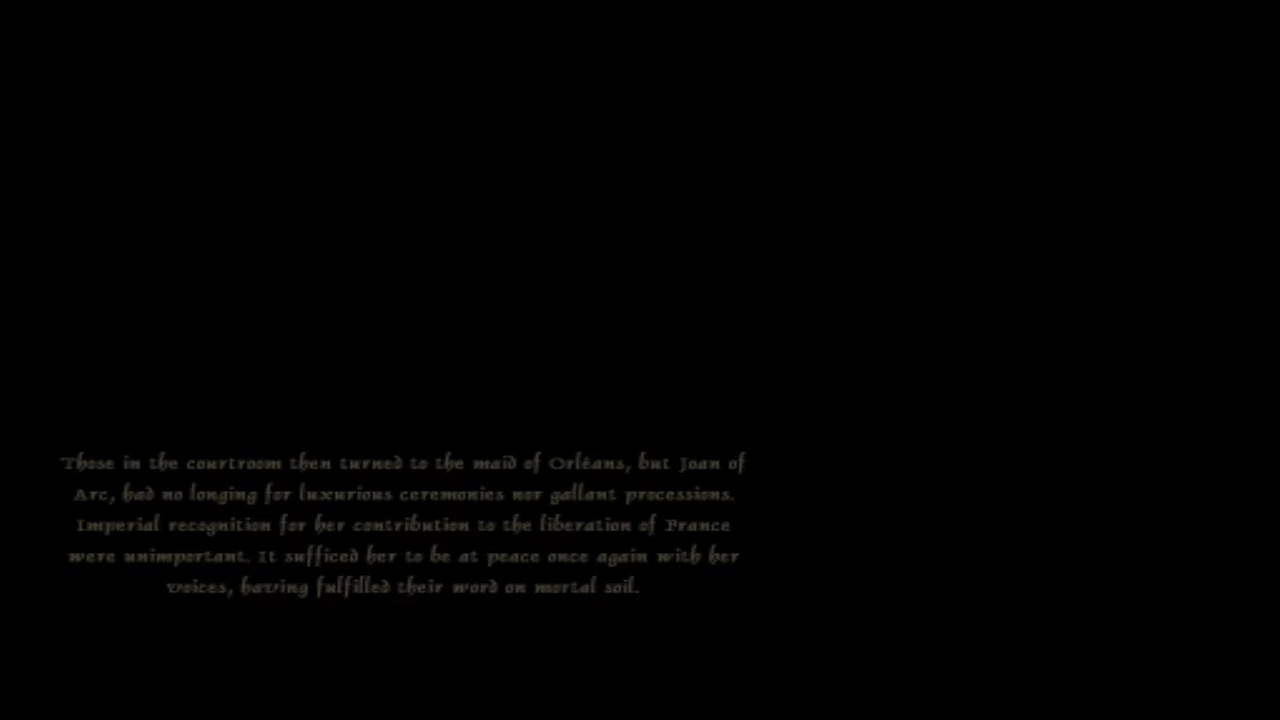 Those in the courtroom then turned to the maid of Orléans, but Joan of
Arc, had no longing for luxurious ceremonies nor gallant processions.
Imperial recognition for her contribution to the liberation of France
were unimportant. It sufficed her to be at peace once again with her
voices, having fulfilled their word on mortal soil.